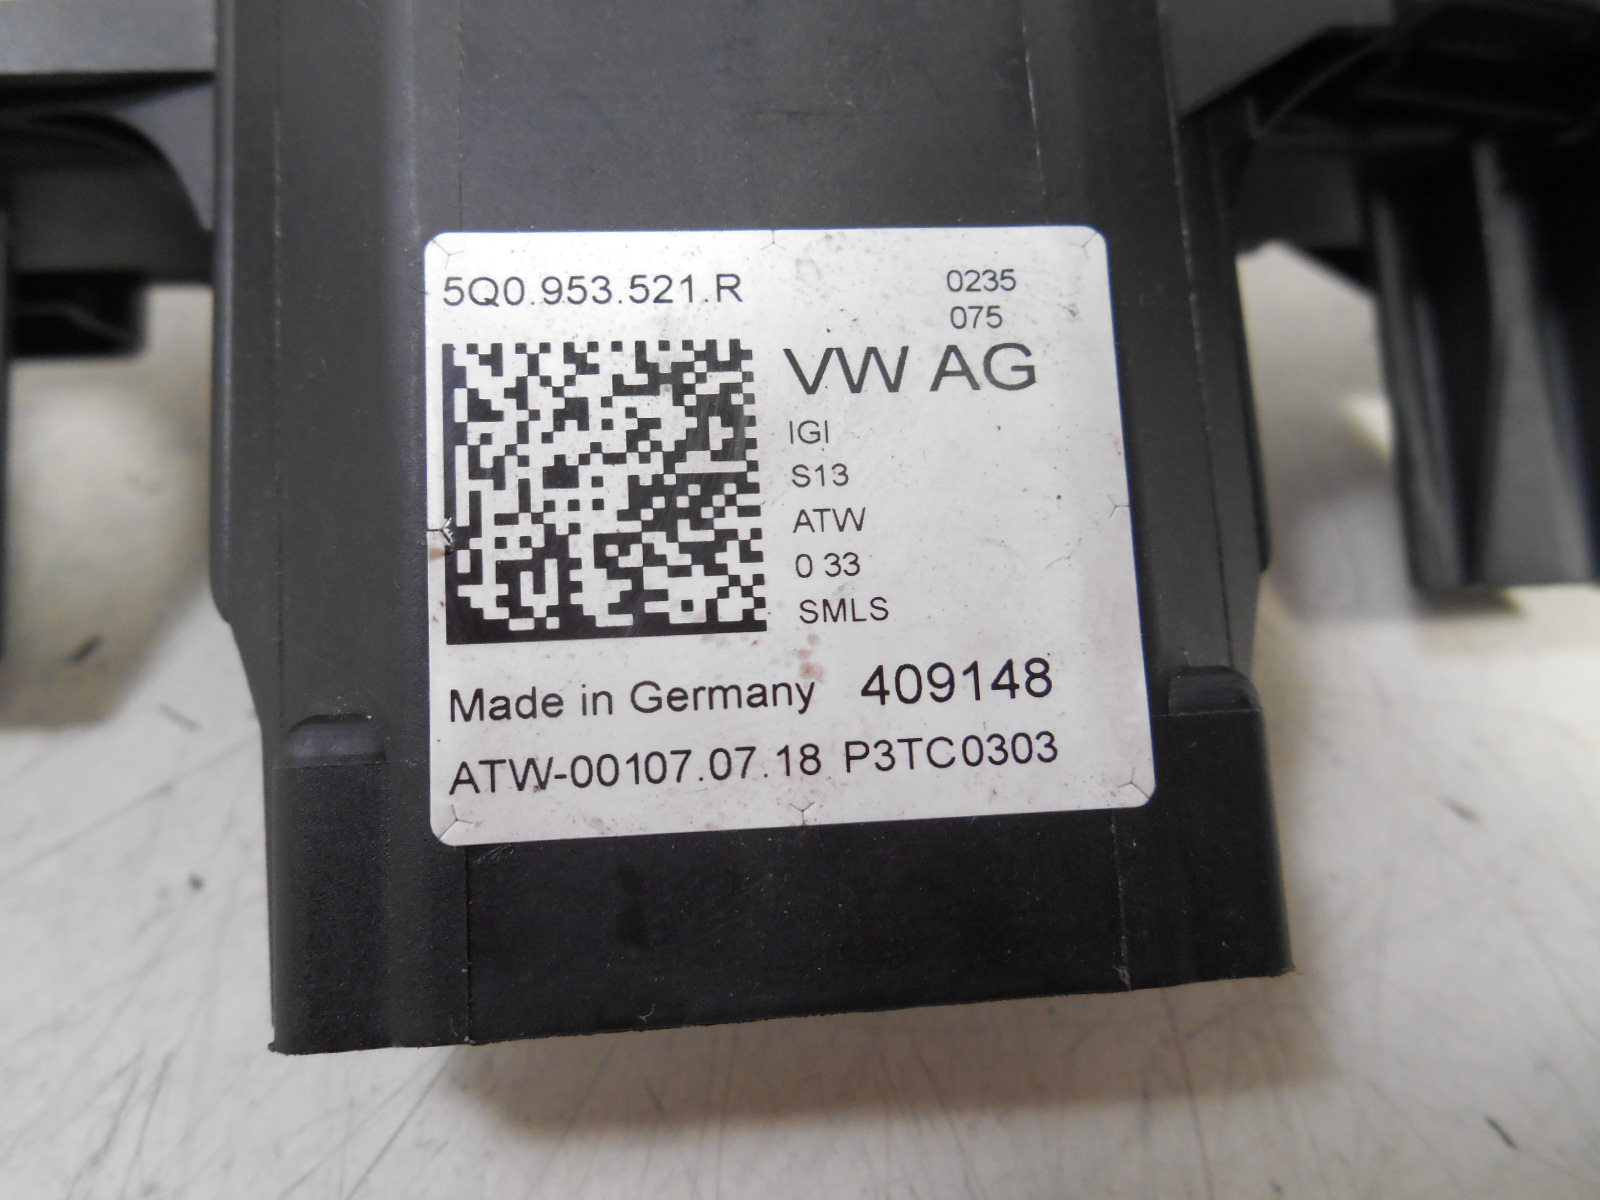 5Q0.953.521.R
0235
075
VW AG
IGI
S13
ATW
0 33
SMLS
Made in Germany 409148
ATW-00107.07.18 P3TC0303